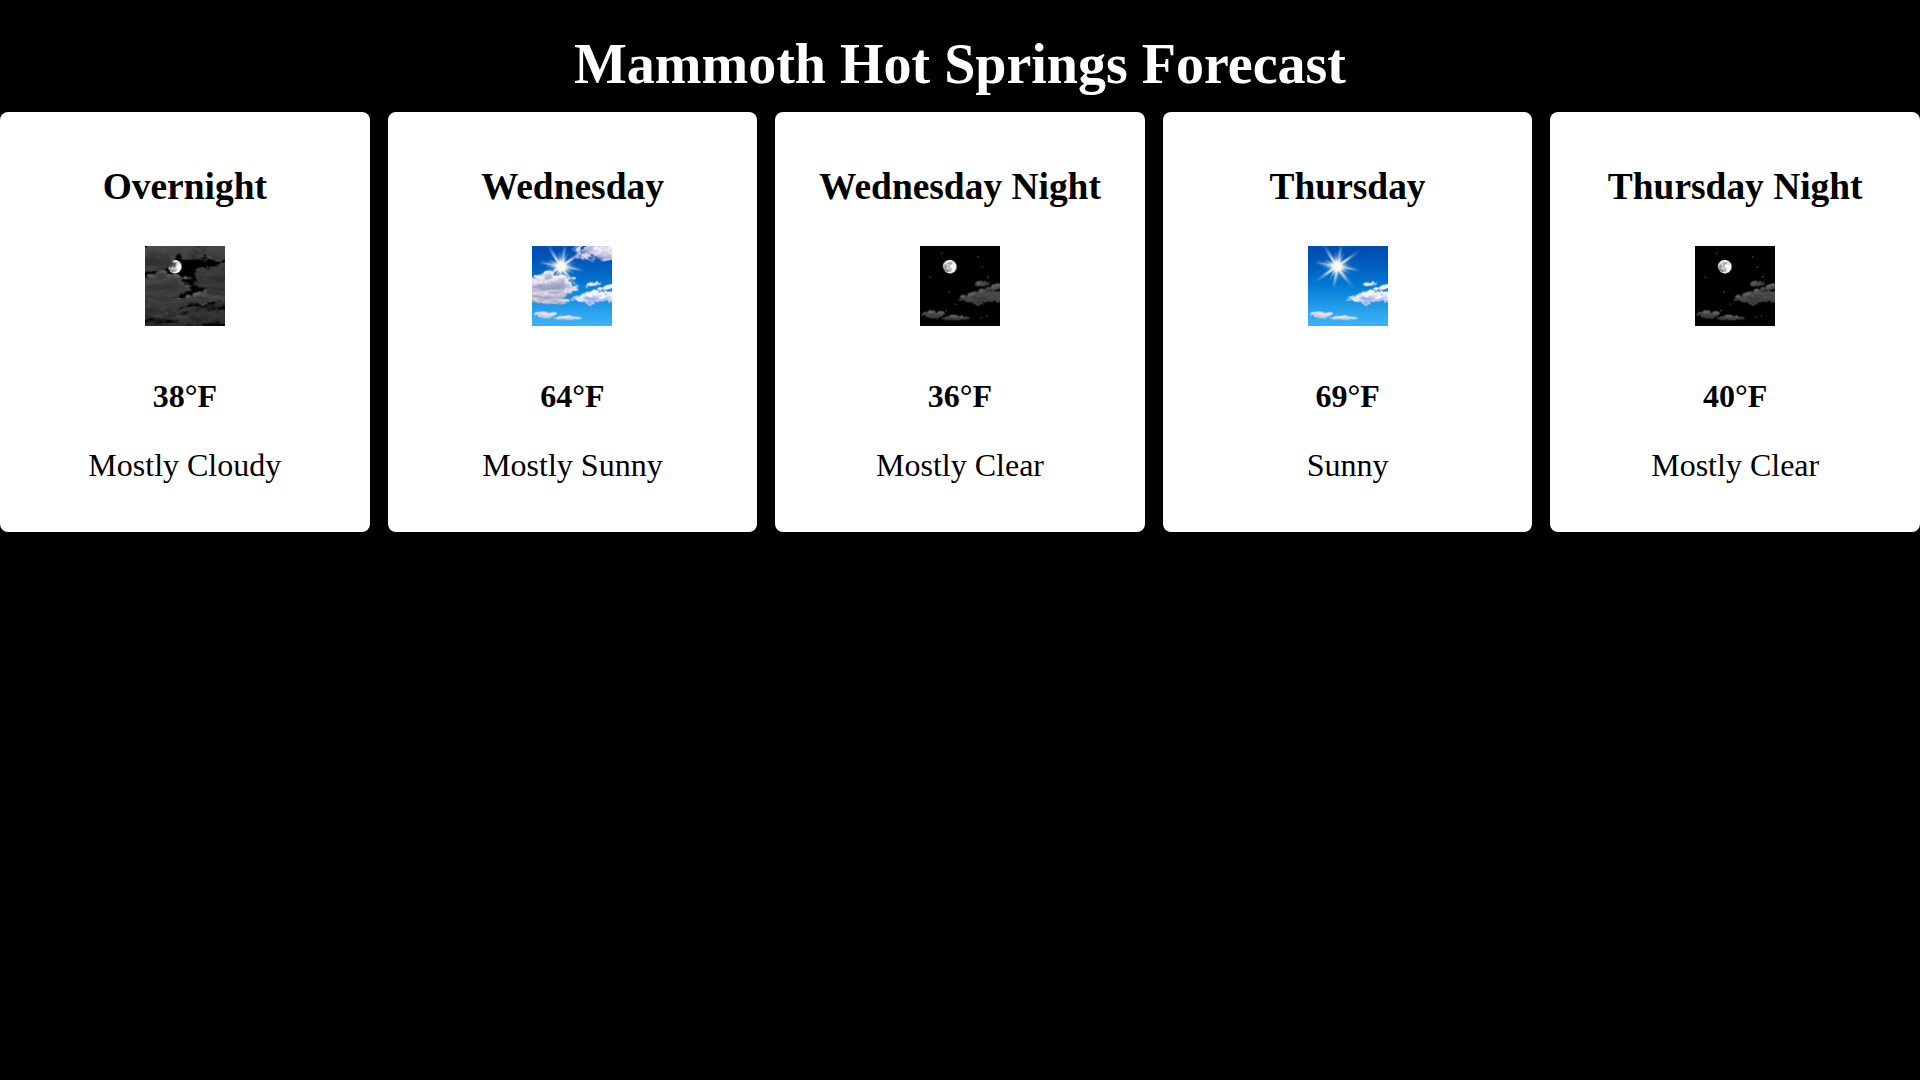 Mammoth Hot Springs Forecast
Overnight
38°F
Mostly Cloudy
Wednesday
64°F
Mostly Sunny
Wednesday Night
36°F
Mostly Clear
Thursday
69°F
Sunny
Thursday Night
40°F
Mostly Clear